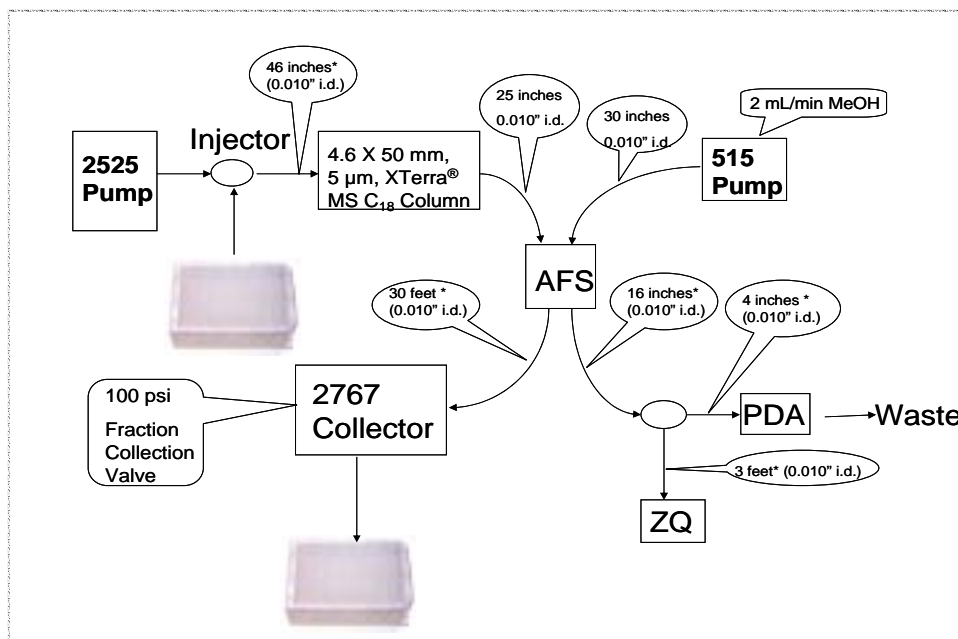 46 inches*
(0.010" i.d.)
25 inches
0.010" i.d.
30 inches
0.010" i.d.
2 mL/min MeOH
Injector
2525
Pump
4.6 X 50 mm,
5 µm, XTerra®
MS C18 Column
515
Pump
AFS
30 feet *
(0.010" i.d.)
16 inches*
(0.010" i.d.)
4 inches *
(0.010" i.d.)
100 psi
Fraction
Collection
Valve
2767
Collector
PDA
Waste
3 feet* (0.010" i.d.)
ZQ